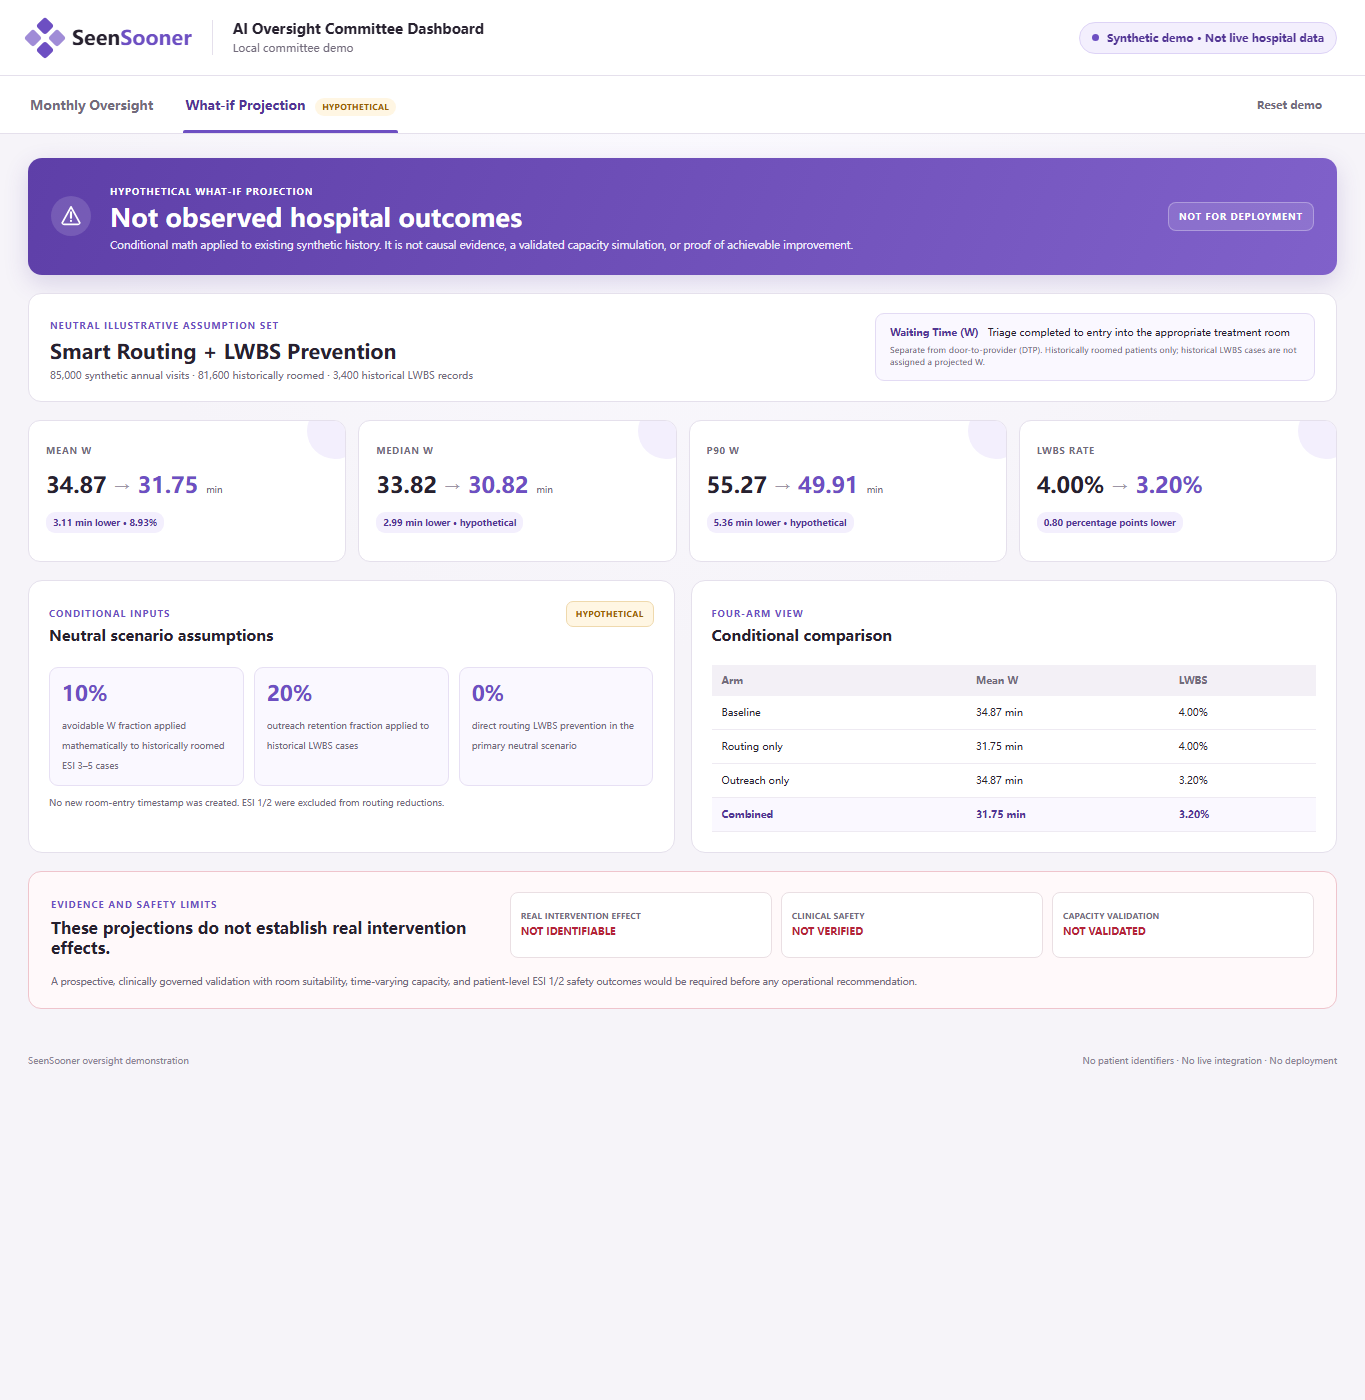 SeenSooner
AI Oversight Committee Dashboard
Local committee demo
Synthetic demo • Not live hospital data
Monthly Oversight
What-if Projection
HYPOTHETICAL
Reset demo
HYPOTHETICAL WHAT-IF PROJECTION
Not observed hospital outcomes
Conditional math applied to existing synthetic history. It is not causal evidence, a validated capacity simulation, or proof of achievable improvement.
NOT FOR DEPLOYMENT
NEUTRAL ILLUSTRATIVE ASSUMPTION SET
Smart Routing + LWBS Prevention
85,000 synthetic annual visits · 81,600 historically roomed · 3,400 historical LWBS records
Waiting Time (W) Triage completed to entry into the appropriate treatment room
Separate from door-to-provider (DTP). Historically roomed patients only; historical LWBS cases are not
assigned a projected W.
MEAN W
34.87 → 31.75 min
3.11 min lower • 8.93%
MEDIAN W
33.82 → 30.82 min
2.99 min lower • hypothetical
P90 W
55.27 → 49.91 min
5.36 min lower • hypothetical
LWBS RATE
4.00% → 3.20%
0.80 percentage points lower
CONDITIONAL INPUTS
Neutral scenario assumptions
HYPOTHETICAL
10%
avoidable W fraction applied
mathematically to historically roomed
ESI 3–5 cases
20%
outreach retention fraction applied to
historical LWBS cases
0%
direct routing LWBS prevention in the
primary neutral scenario
No new room-entry timestamp was created. ESI 1/2 were excluded from routing reductions.
FOUR-ARM VIEW
Conditional comparison
Arm Mean W LWBS
Baseline 34.87 min 4.00%
Routing only 31.75 min 4.00%
Outreach only 34.87 min 3.20%
Combined 31.75 min 3.20%
EVIDENCE AND SAFETY LIMITS
These projections do not establish real intervention
effects.
REAL INTERVENTION EFFECT
NOT IDENTIFIABLE
CLINICAL SAFETY
NOT VERIFIED
CAPACITY VALIDATION
NOT VALIDATED
A prospective, clinically governed validation with room suitability, time-varying capacity, and patient-level ESI 1/2 safety outcomes would be required before any operational recommendation.
SeenSooner oversight demonstration
No patient identifiers · No live integration · No deployment